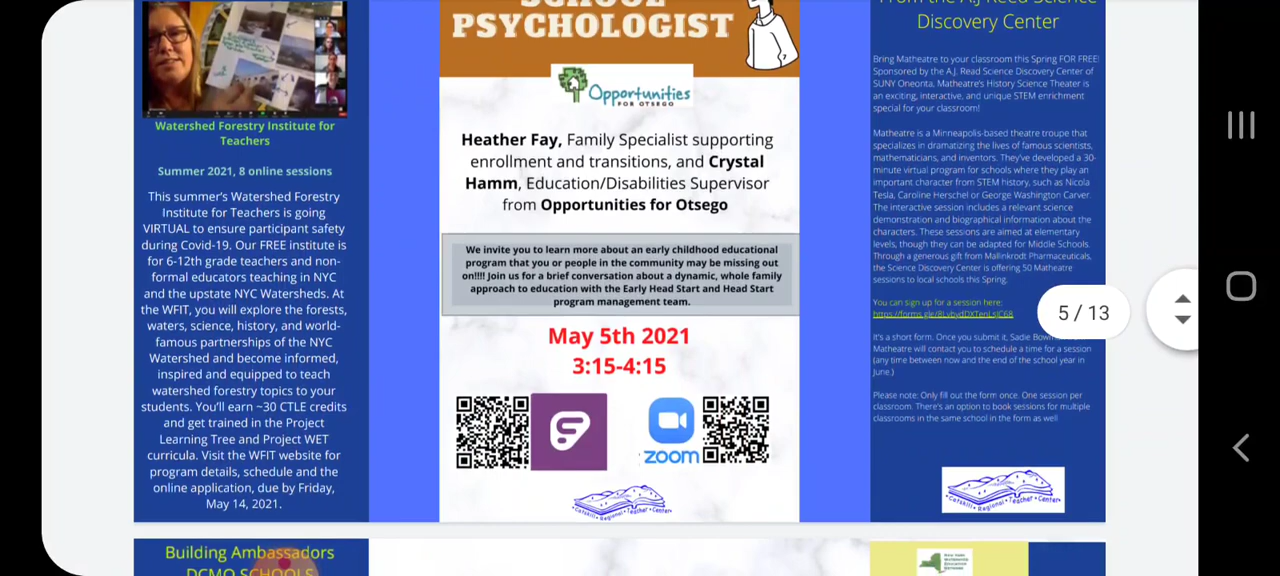 Watershed Forestry Institute for
Teachers
Summer 2021, 8 online sessions
This summer's Watershed Forestry
Institute for Teachers is going
VIRTUAL to ensure participant safety
during Covid-19. Our FREE institute is
for 6-12th grade teachers and non-
formal educators teaching in NYC
and the upstate NYC Watersheds. At
the WFIT, you will explore the forests,
waters, science, history, and world-
famous partnerships of the NYC
Watershed and become informed,
inspired and equipped to teach
watershed forestry topics to your
students. You'll earn ~30 CTLE credits
and get trained in the Project
Learning Tree and Project WET
curricula. Visit the WFIT website for
program details, schedule and the
online application, due by Friday,
May 14, 2021.
SCHOOL
PSYCHOLOGIST
Opportunities
FOR OTSEGO
Heather Fay, Family Specialist supporting
enrollment and transitions, and Crystal
Hamm, Education/Disabilities Supervisor
from Opportunities for Otsego
We invite you to learn more about an early childhood educational
program that you or people in the community may be missing out
on!!!! Join us for a brief conversation about a dynamic, whole family
approach to education with the Early Head Start and Head Start
program management team.
May 5th 2021
3:15-4:15
zoom
Catskill Regional Teacher Center
From the A.J Read Science
Discovery Center
Bring Matheatre to your classroom this Spring FOR FREE!
Sponsored by the A.J. Read Science Discovery Center of
SUNY Oneonta, Matheatre's History Science Theater is
an exciting, interactive, and unique STEM enrichment
special for your classroom!
Matheatre is a Minneapolis-based theatre troupe that
specializes in dramatizing the lives of famous scientists,
mathematicians, and inventors. They've developed a 30-
minute virtual program for schools where they play an
important character from STEM history, such as Nicola
Tesla, Caroline Herschel or George Washington Carver.
The interactive session includes a relevant science
demonstration and biographical information about the
characters. These sessions are aimed at elementary
levels, though they can be adapted for Middle Schools.
Through a generous gift from Mallinkrodt Pharmaceuticals,
the Science Discovery Center is offering 50 Matheatre
sessions to local schools this Spring.
You can sign up for a session here:
It's a short form. Once you submit it, Sadie
Matheatre will contact you to schedule a time for a session
(any time between now and the end of the school year in
June.)
Please note: Only fill out the form once. One session per
classroom. There's an option to book sessions for multiple
classrooms in the same school in the form as well
Catskill Regional Teacher Center
5 / 13
Building Ambassadors
DCMO SCHOOLS